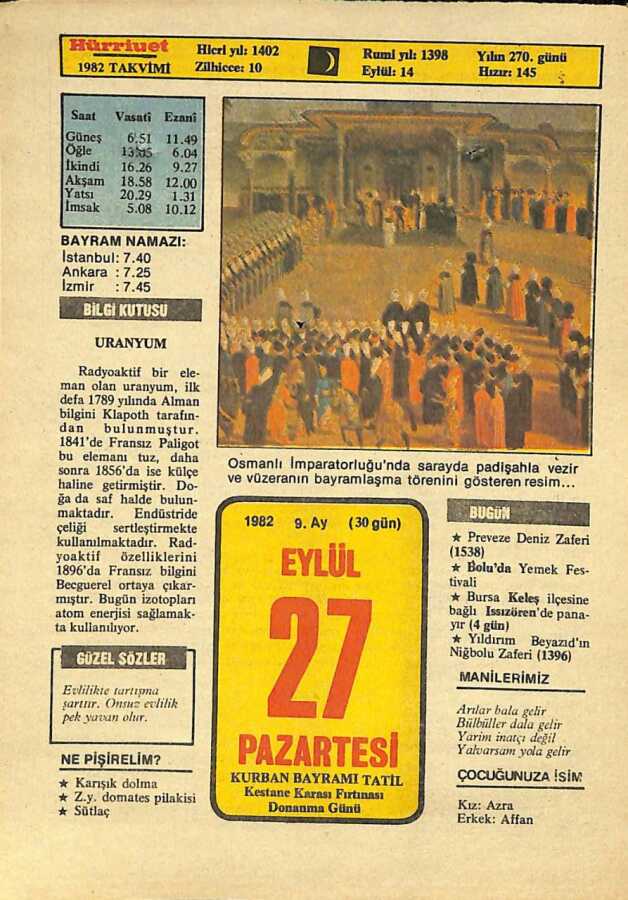 Hürriyet
1982 TAKVİMİ
Hicri yıl: 1402
Zilhicce: 10
Rumi yıl: 1398
Eylül: 14
Yılın 270. günü
Hızır: 145
Saat Vasati Ezani
Güneş 6.51 11.49
Öğle 13.05 6.04
İkindi 16.26 9.27
Akşam 18.58 12.00
Yatsı 20.29 1.31
İmsak 5.08 10.12
BAYRAM NAMAZI:
İstanbul: 7.40
Ankara : 7.25
İzmir : 7.45
BİLGİ KUTUSU
URANYUM
Radyoaktif bir ele-
man olan uranyum, ilk
defa 1789 yılında Alman
bilgini Klapoth tarafın-
dan bulunmuştur.
1841'de Fransız Paligot
bu elemanı tuz, daha
sonra 1856'da ise külçe
haline getirmiştir. Do-
ğa da saf halde bulun-
maktadır. Endüstride
çeliği sertleştirmekte
kullanılmaktadır. Rad-
yoaktif özelliklerini
1896'da Fransız bilgini
Becguerel ortaya çıkar-
mıştır. Bugün izotopları
atom enerjisi sağlamak-
ta kullanılıyor.
GÜZEL SÖZLER
Evlilikte tartışma
şarttır. Onsuz evlilik
pek yavan olur.
NE PİŞİRELİM?
★ Karışık dolma
★ Z.y. domates pilakisi
★ Sütlaç
Osmanlı İmparatorluğu'nda sarayda padişahla vezir
ve vüzeranın bayramlaşma törenini gösteren resim...
1982 9. Ay (30 gün)
EYLÜL
27
PAZARTESİ
KURBAN BAYRAMI TATİL
Kestane Karası Fırtınası
Donanma Günü
BUGÜN
★ Preveze Deniz Zaferi
(1538)
★ Bolu'da Yemek Fes-
tivali
★ Bursa Keleş ilçesine
bağlı Issızören'de pana-
yır (4 gün)
★ Yıldırım Beyazıd'ın
Niğbolu Zaferi (1396)
MANİLERİMİZ
Arılar bala gelir
Bülbüller dala gelir
Yarim inatçı değil
Yalvarsam yola gelir
ÇOCUĞUNUZA İSİM
Kız: Azra
Erkek: Affan